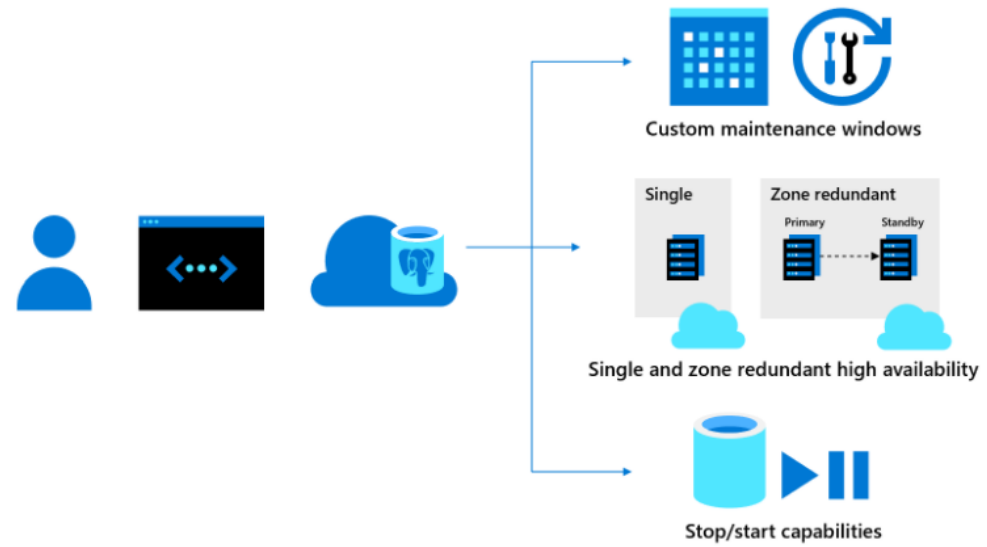 Custom maintenance windows
Single
Zone redundant
Primary
Standby
Single and zone redundant high availability
Stop/start capabilities